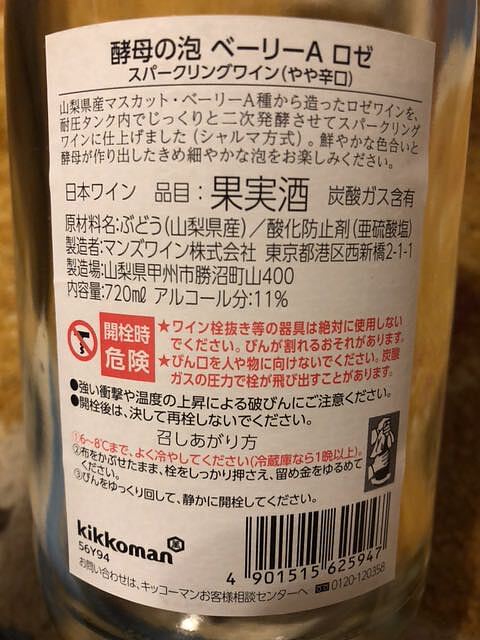 酵母の泡 ベーリーA ロゼ
スパークリングワイン(やや辛口)
山梨県産マスカット・ベーリーA種から造ったロゼワインを、
耐圧タンク内でじっくりと二次発酵させてスパークリング
ワインに仕上げました(シャルマ方式)。鮮やかな色合いと
酵母が作り出したきめ細やかな泡をお楽しみください。
日本ワイン 品目:果実酒 炭酸ガス含有
原材料名:ぶどう(山梨県産)/酸化防止剤(亜硫酸塩)
製造者:マンズワイン株式会社 東京都港区西新橋2-1-1
製造場:山梨県甲州市勝沼町山400
内容量:720㎖ アルコール分:11%
開栓時
危険
★ワイン栓抜き等の器具は絶対に使用しない
でください。びんが割れるおそれがあります。
★びん口を人や物に向けないでください。炭酸
ガスの圧力で栓が飛び出すことがあります。
●強い衝撃や温度の上昇による破びんにご注意ください。
●開栓後は、決して再栓しないでください。
召しあがり方
①6~8℃まで、よく冷やしてください(冷蔵庫なら1晩以上)。
②布をかぶせたまま、栓をしっかり押さえ、留め金をゆるめて
ください。
③びんをゆっくり回して、静かに開栓してください。
kikkoman
56Y94
4 901515 625947
お問い合わせは、キッコーマンお客様相談センターへ 0120-120358